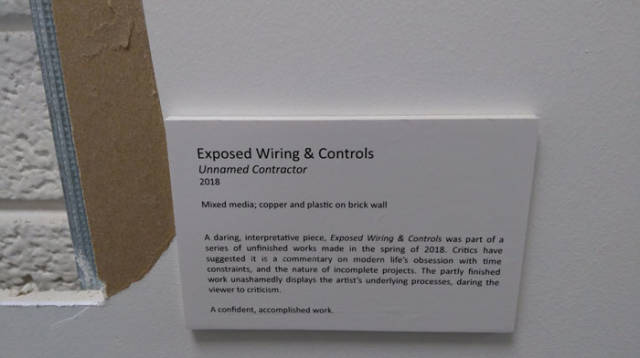 Exposed Wiring & Controls
Unnamed Contractor
2018
Mixed media; copper and plastic on brick wall
A daring, interpretative piece, Exposed Wiring & Controls was part of a
series of unfinished works made in the spring of 2018. Critics have
suggested it is a commentary on modern life's obsession with time
constraints, and the nature of incomplete projects. The partly finished
work unashamedly displays the artist's underlying processes, daring the
viewer to criticism.
A confident, accomplished work.